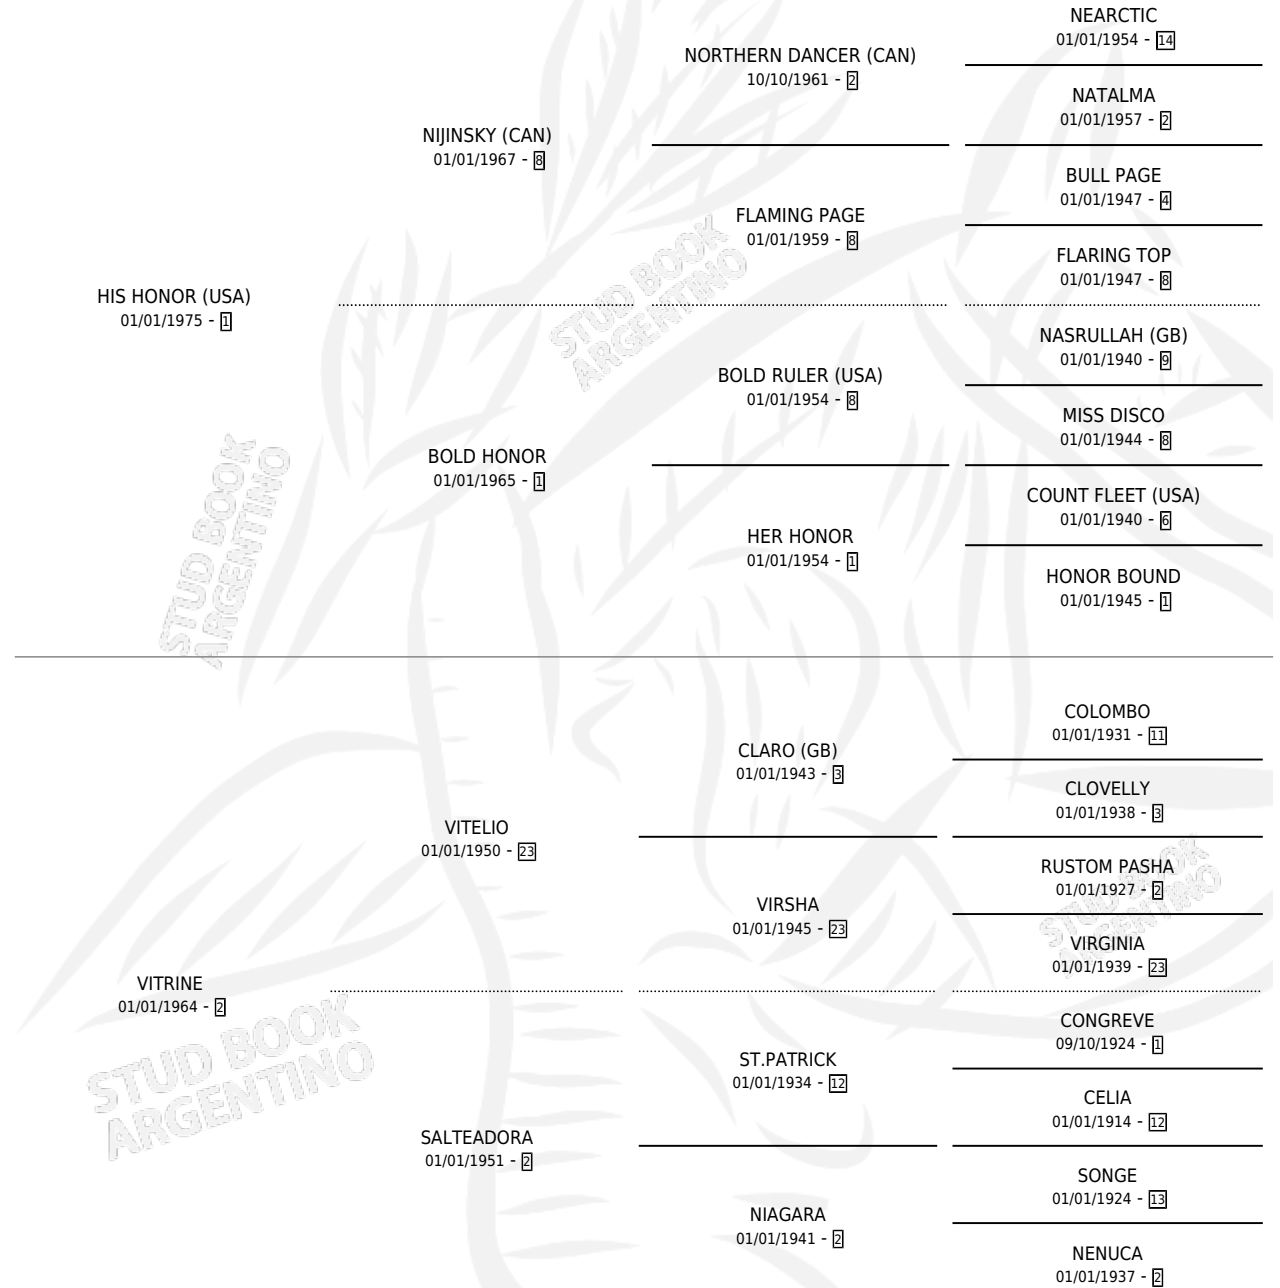 NEARCTIC
01/01/1954 - 14
NORTHERN DANCER (CAN)
10/10/1961 - 2
NATALMA
01/01/1957 - 2
NIJINSKY (CAN)
01/01/1967 - 8
BULL PAGE
01/01/1947 - 4
FLAMING PAGE
01/01/1959 - 8
FLARING TOP
01/01/1947 - 8
HIS HONOR (USA)
01/01/1975 - 1
NASRULLAH (GB)
01/01/1940 - 9
BOLD RULER (USA)
01/01/1954 - 8
MISS DISCO
01/01/1944 - 8
BOLD HONOR
01/01/1965 - 1
COUNT FLEET (USA)
01/01/1940 - 6
HER HONOR
01/01/1954 - 1
HONOR BOUND
01/01/1945 - 1
COLOMBO
01/01/1931 - 11
CLARO (GB)
01/01/1943 - 3
CLOVELLY
01/01/1938 - 3
VITELIO
01/01/1950 - 23
RUSTOM PASHA
01/01/1927 - 2
VIRSHA
01/01/1945 - 23
VIRGINIA
01/01/1939 - 23
VITRINE
01/01/1964 - 2
CONGREVE
09/10/1924 - 1
ST.PATRICK
01/01/1934 - 12
CELIA
01/01/1914 - 12
SALTEADORA
01/01/1951 - 2
SONGE
01/01/1924 - 13
NIAGARA
01/01/1941 - 2
NENUCA
01/01/1937 - 2
STUD BOOK
ARGENTINO
STUD BOOK
ARGENTINO
STUD BOOK
ARGENTINO
STUD BOOK
ARGENTINO